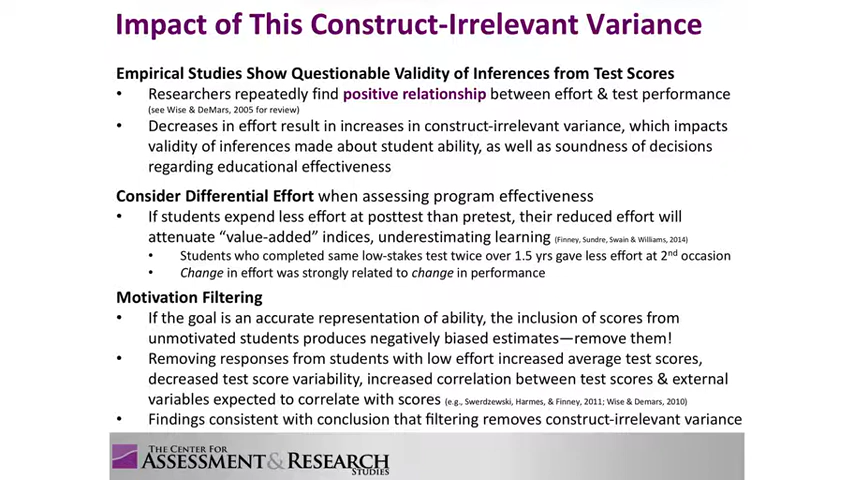 Impact of This Construct-Irrelevant Variance
Empirical Studies Show Questionable Validity of Inferences from Test Scores
• Researchers repeatedly find positive relationship between effort & test performance
(see Wise & DeMars, 2005 for review)
• Decreases in effort result in increases in construct-irrelevant variance, which impacts
validity of inferences made about student ability, as well as soundness of decisions
regarding educational effectiveness
Consider Differential Effort when assessing program effectiveness
• If students expend less effort at posttest than pretest, their reduced effort will
attenuate “value-added” indices, underestimating learning (Finney, Sundre, Swain & Williams, 2014)
• Students who completed same low-stakes test twice over 1.5 yrs gave less effort at 2nd occasion
• Change in effort was strongly related to change in performance
Motivation Filtering
• If the goal is an accurate representation of ability, the inclusion of scores from
unmotivated students produces negatively biased estimates—remove them!
• Removing responses from students with low effort increased average test scores,
decreased test score variability, increased correlation between test scores & external
variables expected to correlate with scores (e.g., Swerdzewski, Harmes, & Finney, 2011; Wise & Demars, 2010)
• Findings consistent with conclusion that filtering removes construct-irrelevant variance
THE CENTER FOR
ASSESSMENT & RESEARCH
STUDIES